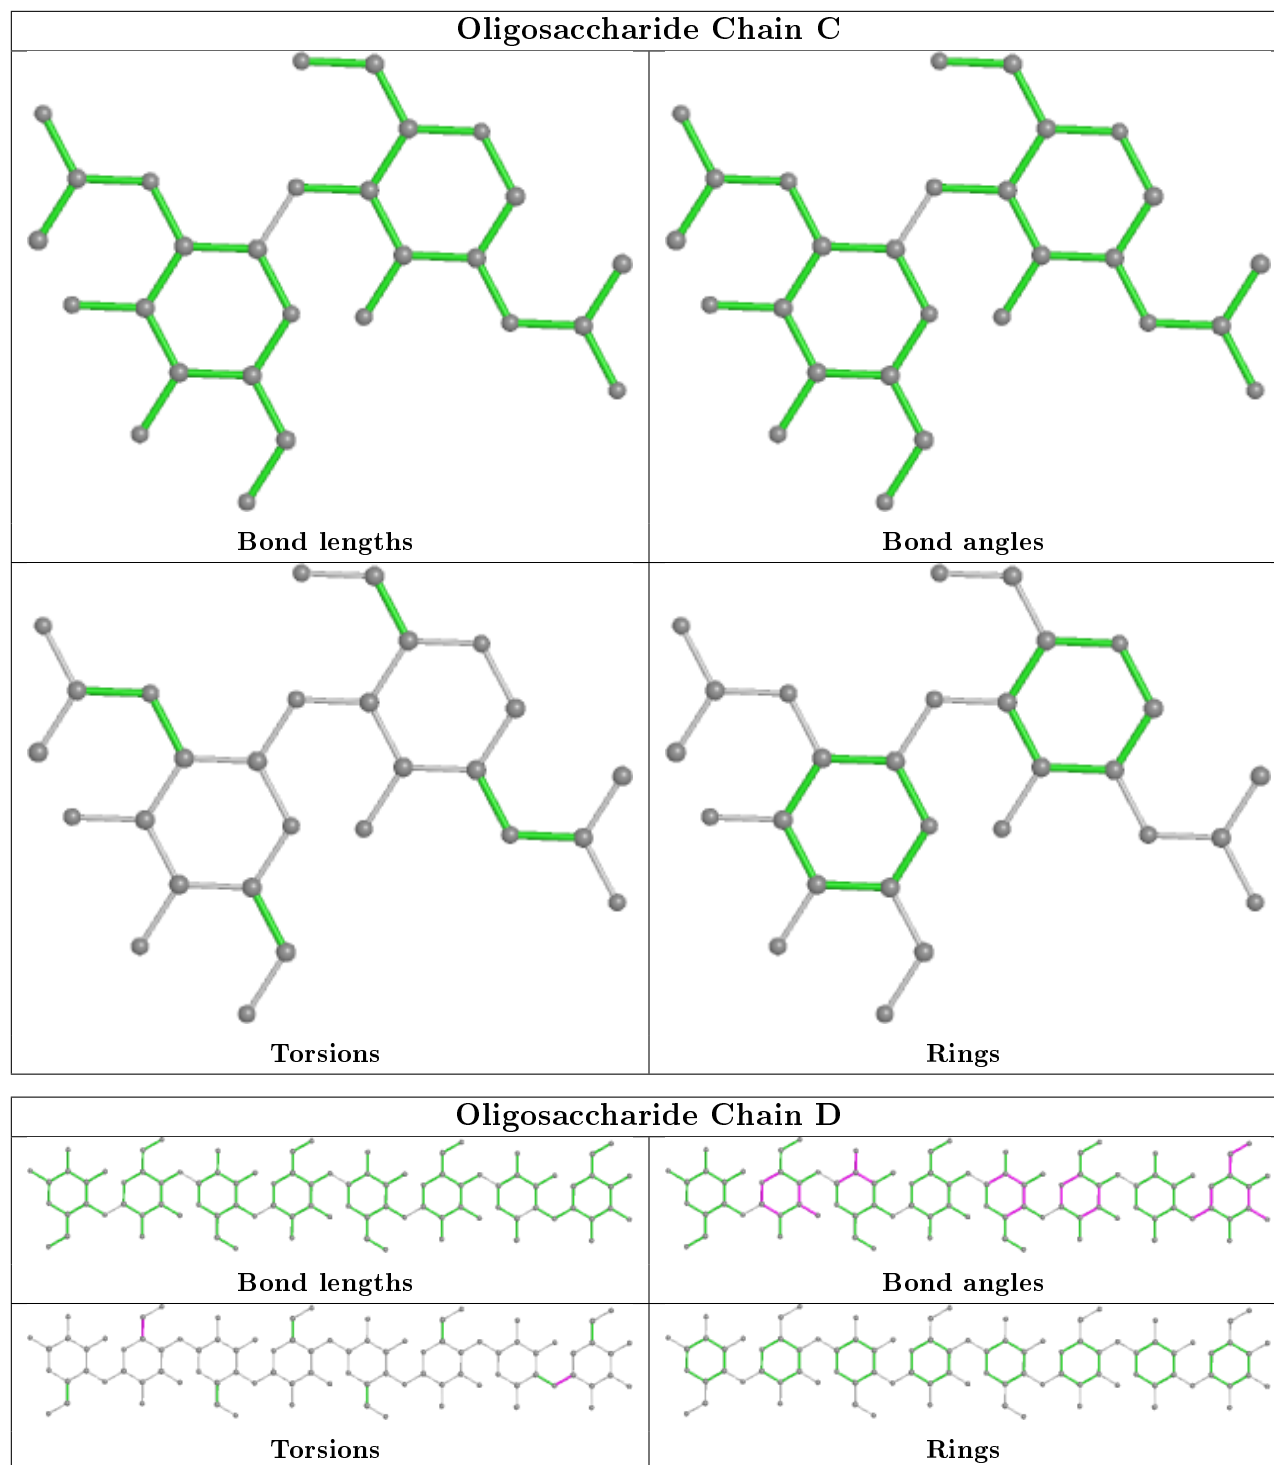 Oligosaccharide Chain C
Bond lengths
Bond angles
Torsions
Rings
Oligosaccharide Chain D
Bond lengths
Bond angles
Torsions
Rings